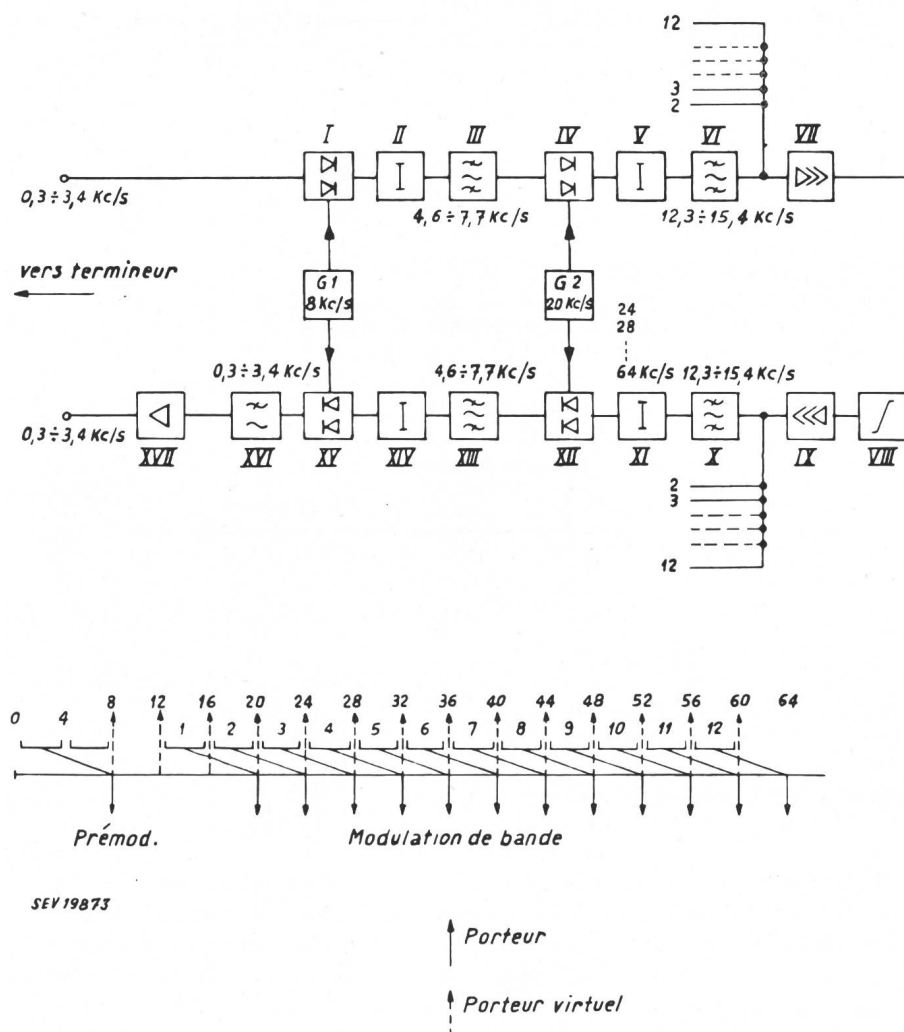 12
3
2
I II III IV V VI VII
0,3÷3,4 Kc/s
4,6÷7,7 Kc/s
12,3÷15,4 Kc/s
vers termineur
G1
8 Kc/s
G2
20 Kc/s
24
28
64 Kc/s
0,3÷3,4 Kc/s
4,6÷7,7 Kc/s
12,3÷15,4 Kc/s
0,3÷3,4 Kc/s
XVII XVI XV XIV XIII XII XI X IX VIII
2
3
12
0 4 8 12 16 20 24 28 32 36 40 44 48 52 56 60 64
1 2 3 4 5 6 7 8 9 10 11 12
Prémod.
Modulation de bande
SEV 19873
Porteur
Porteur virtuel